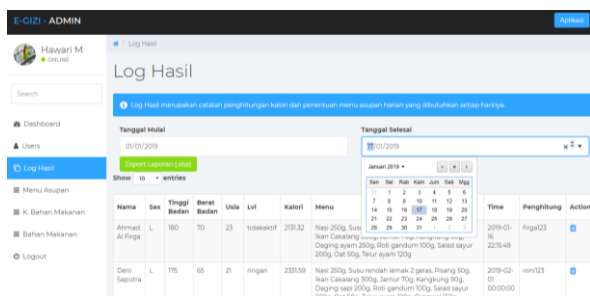 E-GIZI - ADMIN
Aplikasi
Hawari M
ONLINE
Search
Dashboard
Users
Log Hasil
Menu Asupan
K. Bahan Makanan
Bahan Makanan
Logout
/ Log Hasil
Log Hasil
Log Hasil merupakan catatan penghitungan kalori dan penentuan menu asupan harian yang dibutuhkan setiap harinya.
Tanggal Mulai
Tanggal Selesai
01/01/2019
17/01/2019
Export Laporan (.xlsx)
Show 10 entries
Januari 2019
Sen Sel Rab Kam Jum Sab Mgg
31 1 2 3 4 5 6
7 8 9 10 11 12 13
14 15 16 17 18 19 20
21 22 23 24 25 26 27
28 29 30 31 1 2 3
Nama Sex Tinggi Badan Berat Badan Usia Lvl Kalori Menu Time Penghitung Action
Ahmad Al Firga L 180 70 23 tidakaktif 2131.32
Nasi 250g, Susu
Ikan Cakalang
Daging ayam 250g, Roti gandum 100g, Salad sayur
200g, Oat 50g, Telur ayam 120g
2019-01-16 22:15:49 firga123
Deni Saputra L 175 65 21 ringan 2331.59
Nasi 250g, Susu rendah lemak 2 gelas, Pisang 50g,
Ikan Cakalang 300g, Jamur 70g, Kangkung 90g,
Daging sapi 200g, Roti gandum 100g, Salad sayur
2019-02-01 00:00:00 roni123